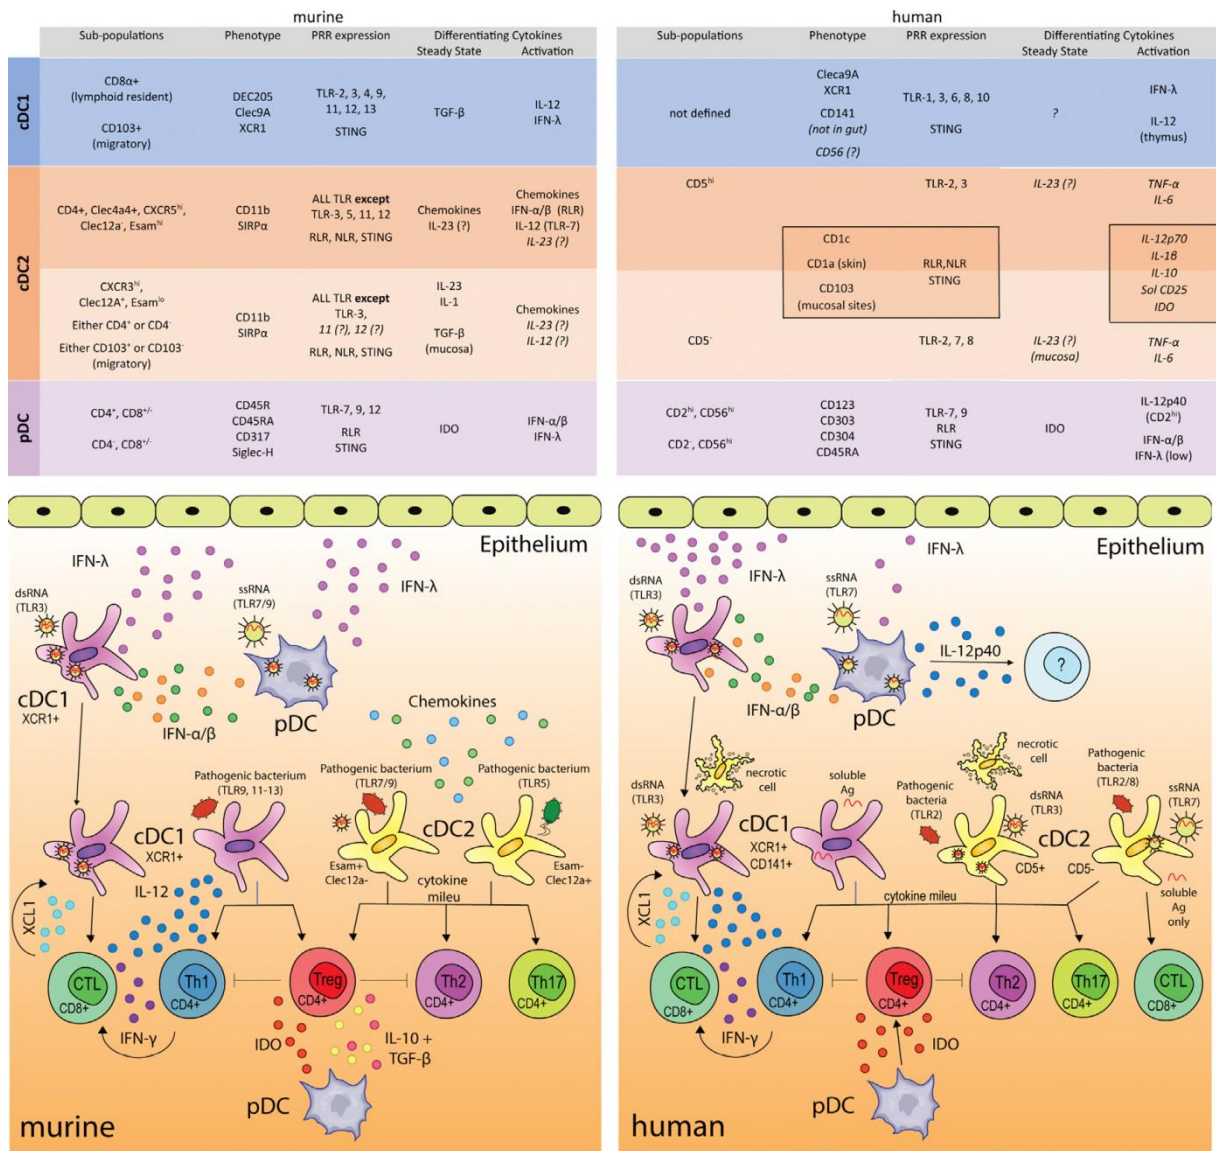 murine
Sub-populations Phenotype PRR expression Differentiating Cytokines
Steady State Activation
cDC1
CD8α+
(lymphoid resident)
CD103+
(migratory)
DEC205
Clec9A
XCR1
TLR-2, 3, 4, 9,
11, 12, 13
STING
TGF-β
IL-12
IFN-λ
cDC2
CD4+, Clec4a4+, CXCR5hi,
Clec12a-, Esamhi
CD11b
SIRPα
ALL TLR except
TLR-3, 5, 11, 12
RLR, NLR, STING
Chemokines
IL-23 (?)
Chemokines
IFN-α/β (RLR)
IL-12 (TLR-7)
IL-23 (?)
CXCR3hi,
Clec12A+, Esamlo
Either CD4+ or CD4-
Either CD103+ or CD103-
(migratory)
CD11b
SIRPα
ALL TLR except
TLR-3,
11 (?), 12 (?)
RLR, NLR, STING
IL-23
IL-1
TGF-β
(mucosa)
Chemokines
IL-23 (?)
IL-12 (?)
pDC
CD4+, CD8+/-
CD4-, CD8+/-
CD45R
CD45RA
CD317
Siglec-H
TLR-7, 9, 12
RLR
STING
IDO
IFN-α/β
IFN-λ
human
Sub-populations Phenotype PRR expression Differentiating Cytokines
Steady State Activation
not defined
Cleca9A
XCR1
CD141
(not in gut)
CD56 (?)
TLR-1, 3, 6, 8, 10
STING
?
IFN-λ
IL-12
(thymus)
CD5hi
TLR-2, 3
IL-23 (?)
TNF-α
IL-6
CD1c
CD1a (skin)
CD103
(mucosal sites)
RLR,NLR
STING
IL-12p70
IL-1β
IL-10
Sol CD25
IDO
CD5-
TLR-2, 7, 8
IL-23 (?)
(mucosa)
TNF-α
IL-6
CD2hi, CD56hi
CD2-, CD56hi
CD123
CD303
CD304
CD45RA
TLR-7, 9
RLR
STING
IDO
IL-12p40
(CD2hi)
IFN-α/β
IFN-λ (low)
Epithelium
IFN-λ
dsRNA
(TLR3)
ssRNA
(TLR7/9)
IFN-λ
cDC1
XCR1+
IFN-α/β
pDC
Chemokines
Pathogenic bacterium
(TLR9, 11-13)
Pathogenic bacterium
(TLR7/9)
Pathogenic bacterium
(TLR5)
cDC1
XCR1+
cDC2
Esam+
Clec12a-
Esam-
Clec12a+
IL-12
cytokine
mileu
XCL1
CTL
CD8+
Th1
CD4+
Treg
CD4+
Th2
CD4+
Th17
CD4+
IFN-γ
IDO
IL-10 +
TGF-β
pDC
murine
Epithelium
IFN-λ
dsRNA
(TLR3)
ssRNA
(TLR7)
IFN-λ
IL-12p40
?
cDC1
XCR1+
IFN-α/β
pDC
necrotic
cell
necrotic
cell
dsRNA
(TLR3)
soluble
Ag
Pathogenic
bacteria
(TLR2)
dsRNA
(TLR3)
Pathogenic
bacteria
(TLR2/8)
ssRNA
(TLR7)
cDC1
XCR1+
CD141+
cDC2
CD5+
CD5-
soluble
Ag
only
cytokine mileu
XCL1
CTL
CD8+
Th1
CD4+
Treg
CD4+
Th2
CD4+
Th17
CD4+
CTL
CD8+
IFN-γ
IDO
pDC
human